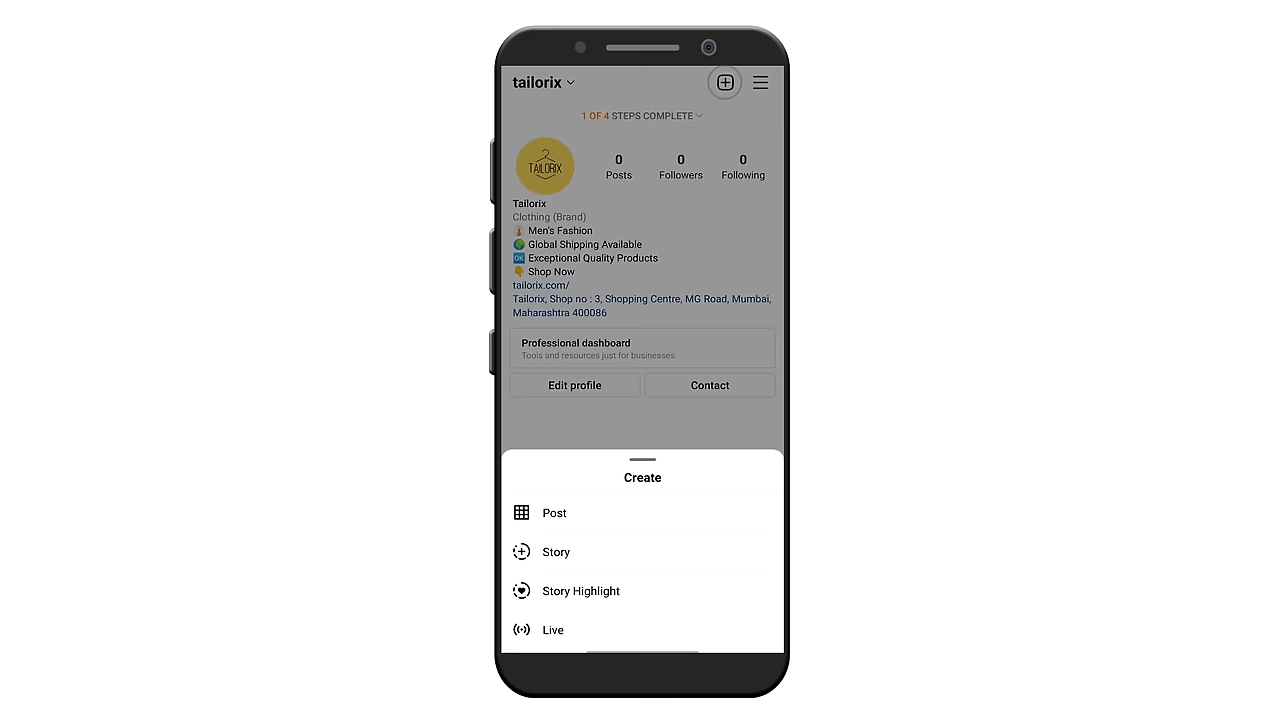 tailorix
1 OF 4 STEPS COMPLETE
TAILORIX
0 0 0
Posts Followers Following
Tailorix
Clothing (Brand)
👔 Men's Fashion
🌍 Global Shipping Available
🆗 Exceptional Quality Products
👇 Shop Now
tailorix.com/
Tailorix, Shop no : 3, Shopping Centre, MG Road, Mumbai,
Maharashtra 400086
Professional dashboard
Tools and resources just for businesses.
Edit profile Contact
Create
Post
Story
Story Highlight
Live